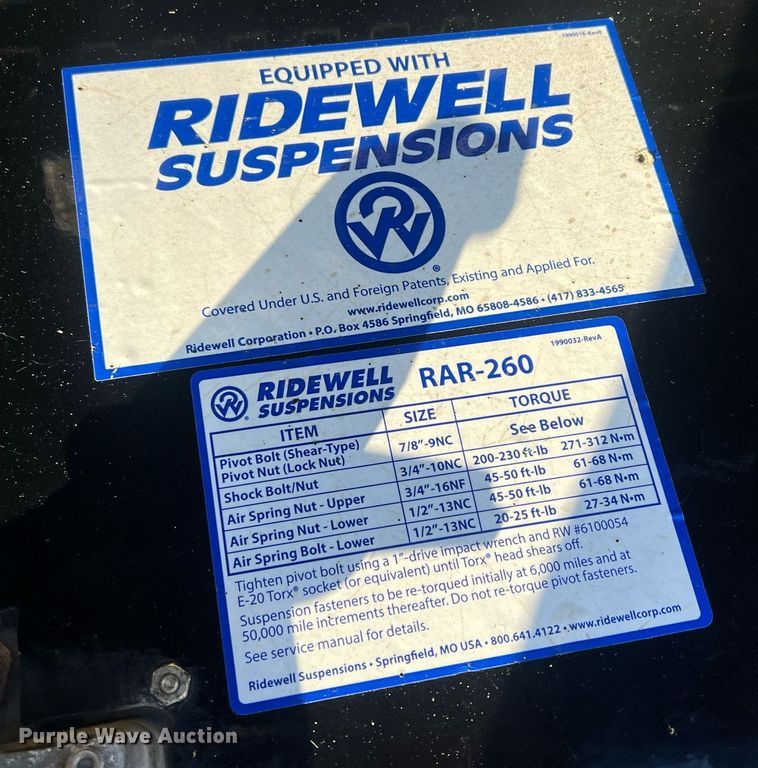 1990016-RevB
EQUIPPED WITH
RIDEWELL
SUSPENSIONS
RW
®
Covered Under U.S. and Foreign Patents, Existing and Applied For.
www.ridewellcorp.com
Ridewell Corporation • P.O. Box 4586 Springfield, MO 65808-4586 • (417) 833-4565
1990032-RevA
RW ® RIDEWELL SUSPENSIONS RAR-260
ITEM SIZE TORQUE
Pivot Bolt (Shear-Type)
Pivot Nut (Lock Nut) 7/8"-9NC See Below
Shock Bolt/Nut 3/4"-10NC 200-230 ft-lb 271-312 N•m
Air Spring Nut - Upper 3/4"-16NF 45-50 ft-lb 61-68 N•m
Air Spring Nut - Lower 1/2"-13NC 45-50 ft-lb 61-68 N•m
Air Spring Bolt - Lower 1/2"-13NC 20-25 ft-lb 27-34 N•m
Tighten pivot bolt using a 1"-drive impact wrench and RW #6100054
E-20 Torx® socket (or equivalent) until Torx® head shears off.
Suspension fasteners to be re-torqued initially at 6,000 miles and at
50,000 mile increments thereafter. Do not re-torque pivot fasteners.
See service manual for details.
Ridewell Suspensions • Springfield, MO USA • 800.641.4122 • www.ridewellcorp.com
Purple Wave Auction